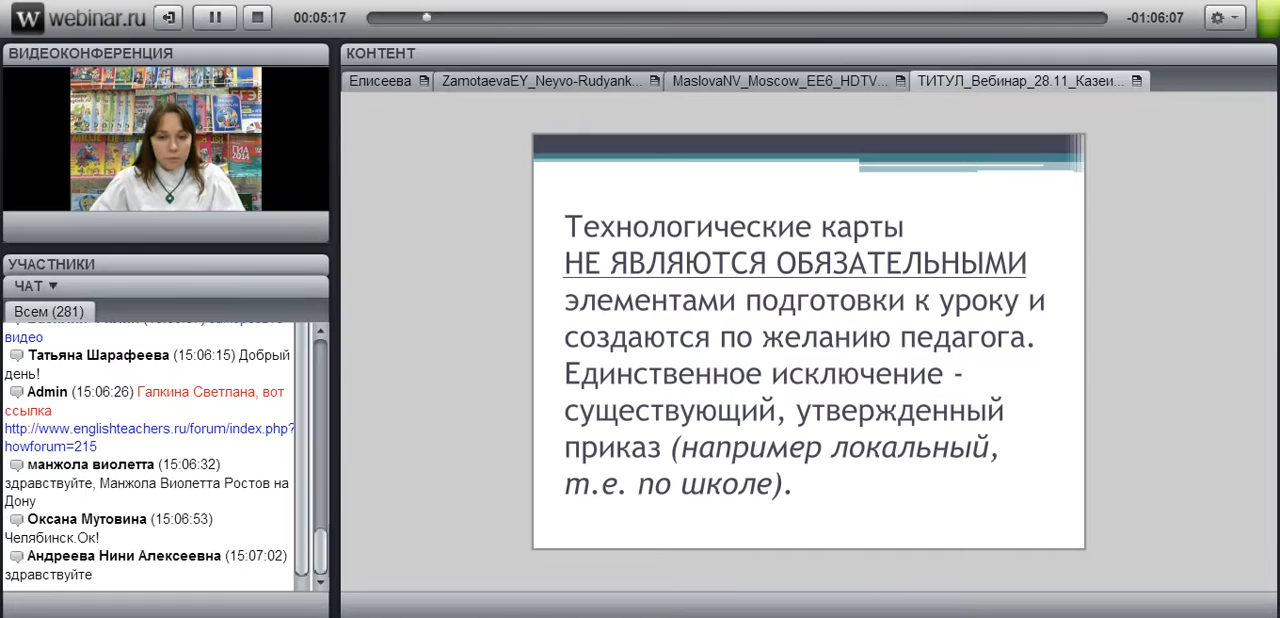 W webinar.ru
00:05:17
-01:06:07
ВИДЕОКОНФЕРЕНЦИЯ
ГИА
2014
УЧАСТНИКИ
ЧАТ ▼
Всем (281)
видео
Татьяна Шарафеева (15:06:15) Добрый
день!
Admin (15:06:26) Галкина Светлана, вот
ссылка
http://www.englishteachers.ru/forum/index.php?
howforum=215
манжола виолетта (15:06:32)
здравствуйте, Манжола Виолетта Ростов на
Дону
Оксана Мутовина (15:06:53)
Челябинск.Ок!
Андреева Нини Алексеевна (15:07:02)
здравствуйте
КОНТЕНТ
Елисеева
ZamotaevaEY_Neyvo-Rudyank...
MaslovaNV_Moscow_EE6_HDTV...
ТИТУЛ_Вебинар_28.11_Казеи...
Технологические карты
НЕ ЯВЛЯЮТСЯ ОБЯЗАТЕЛЬНЫМИ
элементами подготовки к уроку и
создаются по желанию педагога.
Единственное исключение -
существующий, утвержденный
приказ (например локальный,
т.е. по школе).